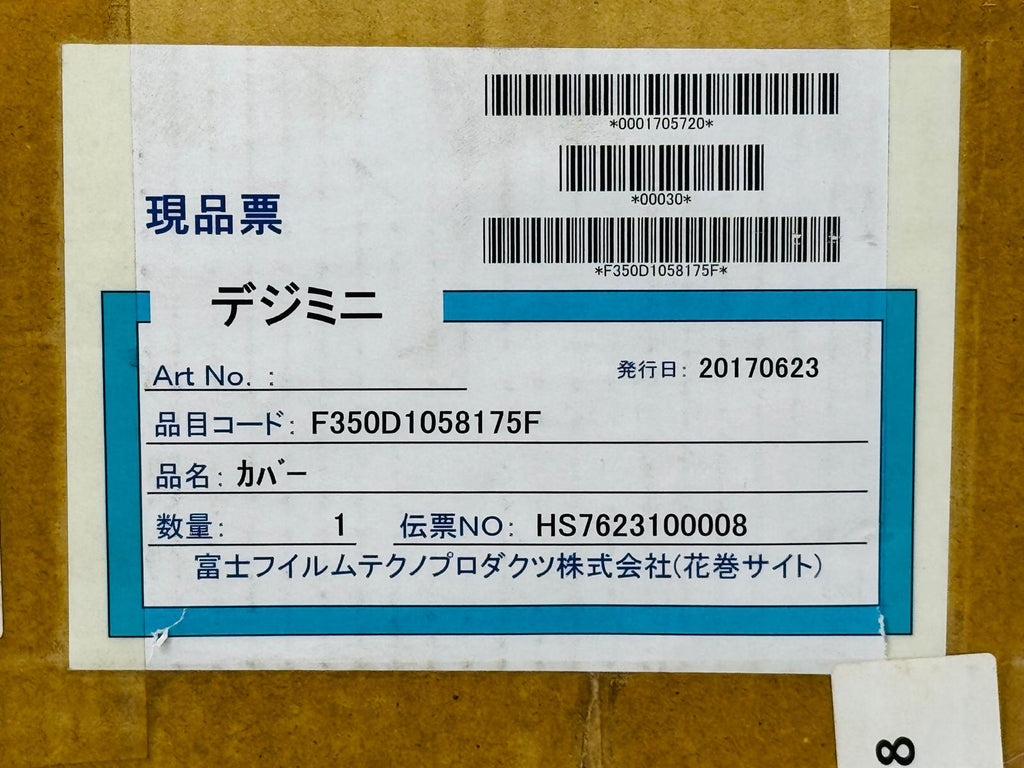 *0001705720*
*00030*
*F350D1058175F*
現品票
デジミニ
Art No. :
発行日: 20170623
品目コード: F350D1058175F
品名: ｶﾊﾞｰ
数量: 1 伝票NO: HS7623100008
富士フイルムテクノプロダクツ株式会社(花巻サイト)
8